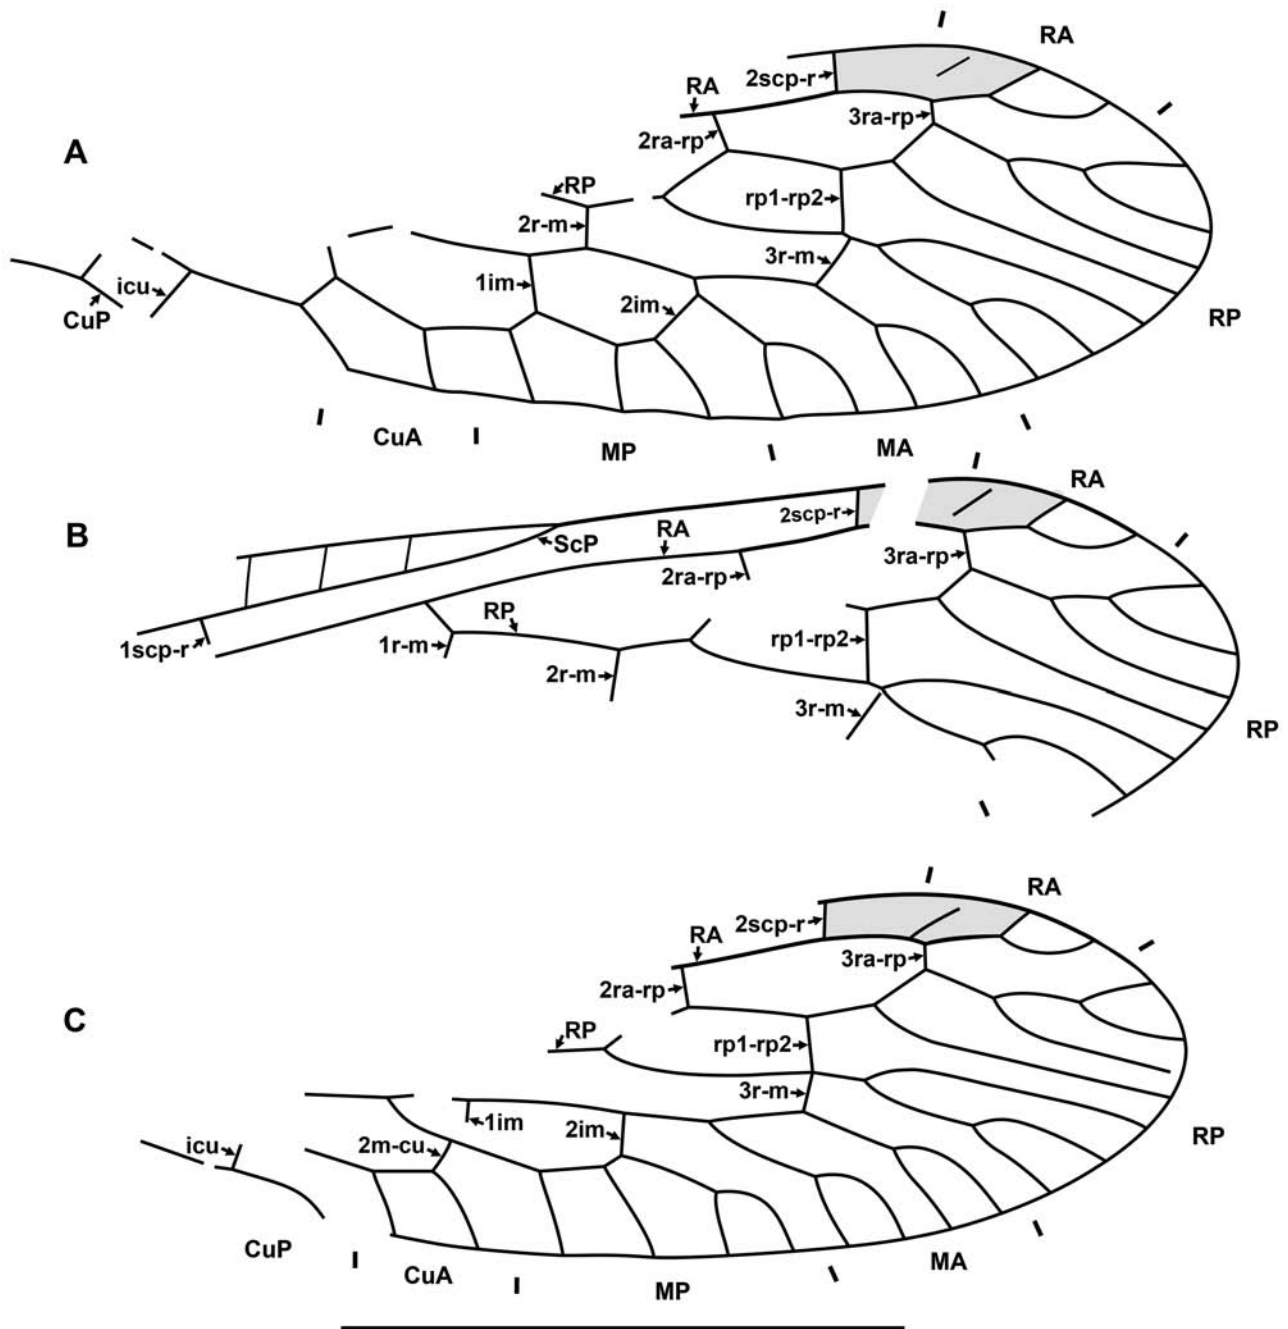 A
RA
2scp-r
RA
3ra-rp
2ra-rp
RP
rp1-rp2
2r-m
3r-m
1im
icu
2im
CuP
RP
CuA
MP
MA
B
RA
2scp-r
RA
ScP
3ra-rp
2ra-rp
RP
1scp-r
1r-m
rp1-rp2
2r-m
3r-m
RP
C
RA
2scp-r
RA
3ra-rp
2ra-rp
RP
rp1-rp2
3r-m
1im
2im
icu
2m-cu
RP
CuP
CuA
MP
MA